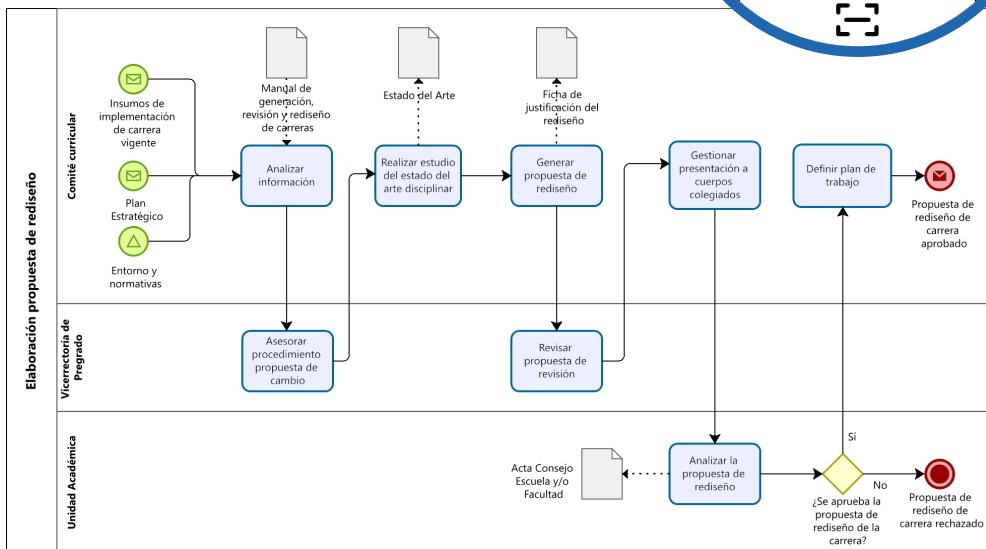 Elaboración propuesta de rediseño
Comité curricular
Insumos de
implementación
de carrera
vigente
Plan
Estratégico
Entorno y
normativas
Manual de
generación,
revisión y rediseño
de carreras
Analizar
información
Estado del Arte
Realizar estudio
del estado del
arte disciplinar
Ficha de
justificación del
rediseño
Generar
propuesta de
rediseño
Gestionar
presentación a
cuerpos
colegiados
Definir plan de
trabajo
Propuesta de
rediseño de
carrera
aprobado
Vicerrectoría de
Pregrado
Asesorar
procedimiento
propuesta de
cambio
Revisar
propuesta de
revisión
Unidad Académica
Acta Consejo
Escuela y/o
Facultad
Analizar la
propuesta de
rediseño
Sí
No
¿Se aprueba la
propuesta de
rediseño de la
carrera?
Propuesta de
rediseño de
carrera rechazado